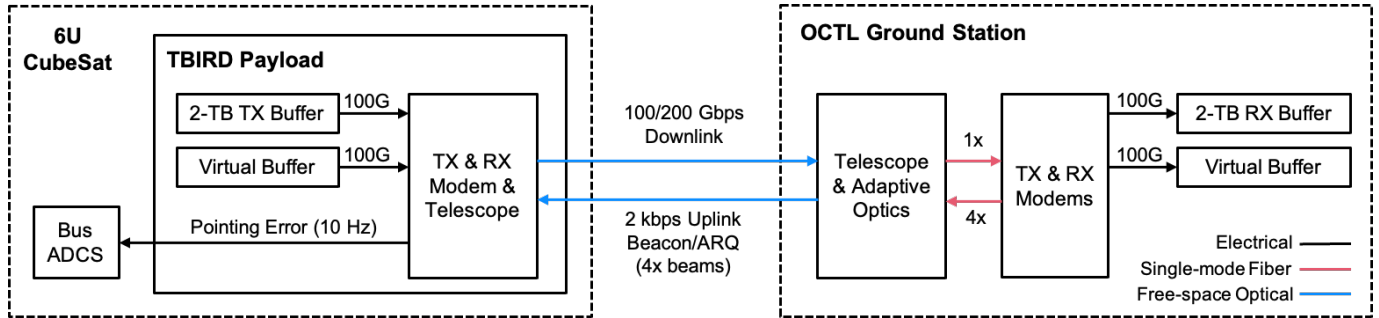 6U
CubeSat
TBIRD Payload
2-TB TX Buffer
100G
Virtual Buffer
100G
TX & RX
Modem &
Telescope
Pointing Error (10 Hz)
Bus
ADCS
100/200 Gbps
Downlink
2 kbps Uplink
Beacon/ARQ
(4x beams)
OCTL Ground Station
Telescope
& Adaptive
Optics
1x
4x
TX & RX
Modems
100G
2-TB RX Buffer
100G
Virtual Buffer
Electrical
Single-mode Fiber
Free-space Optical